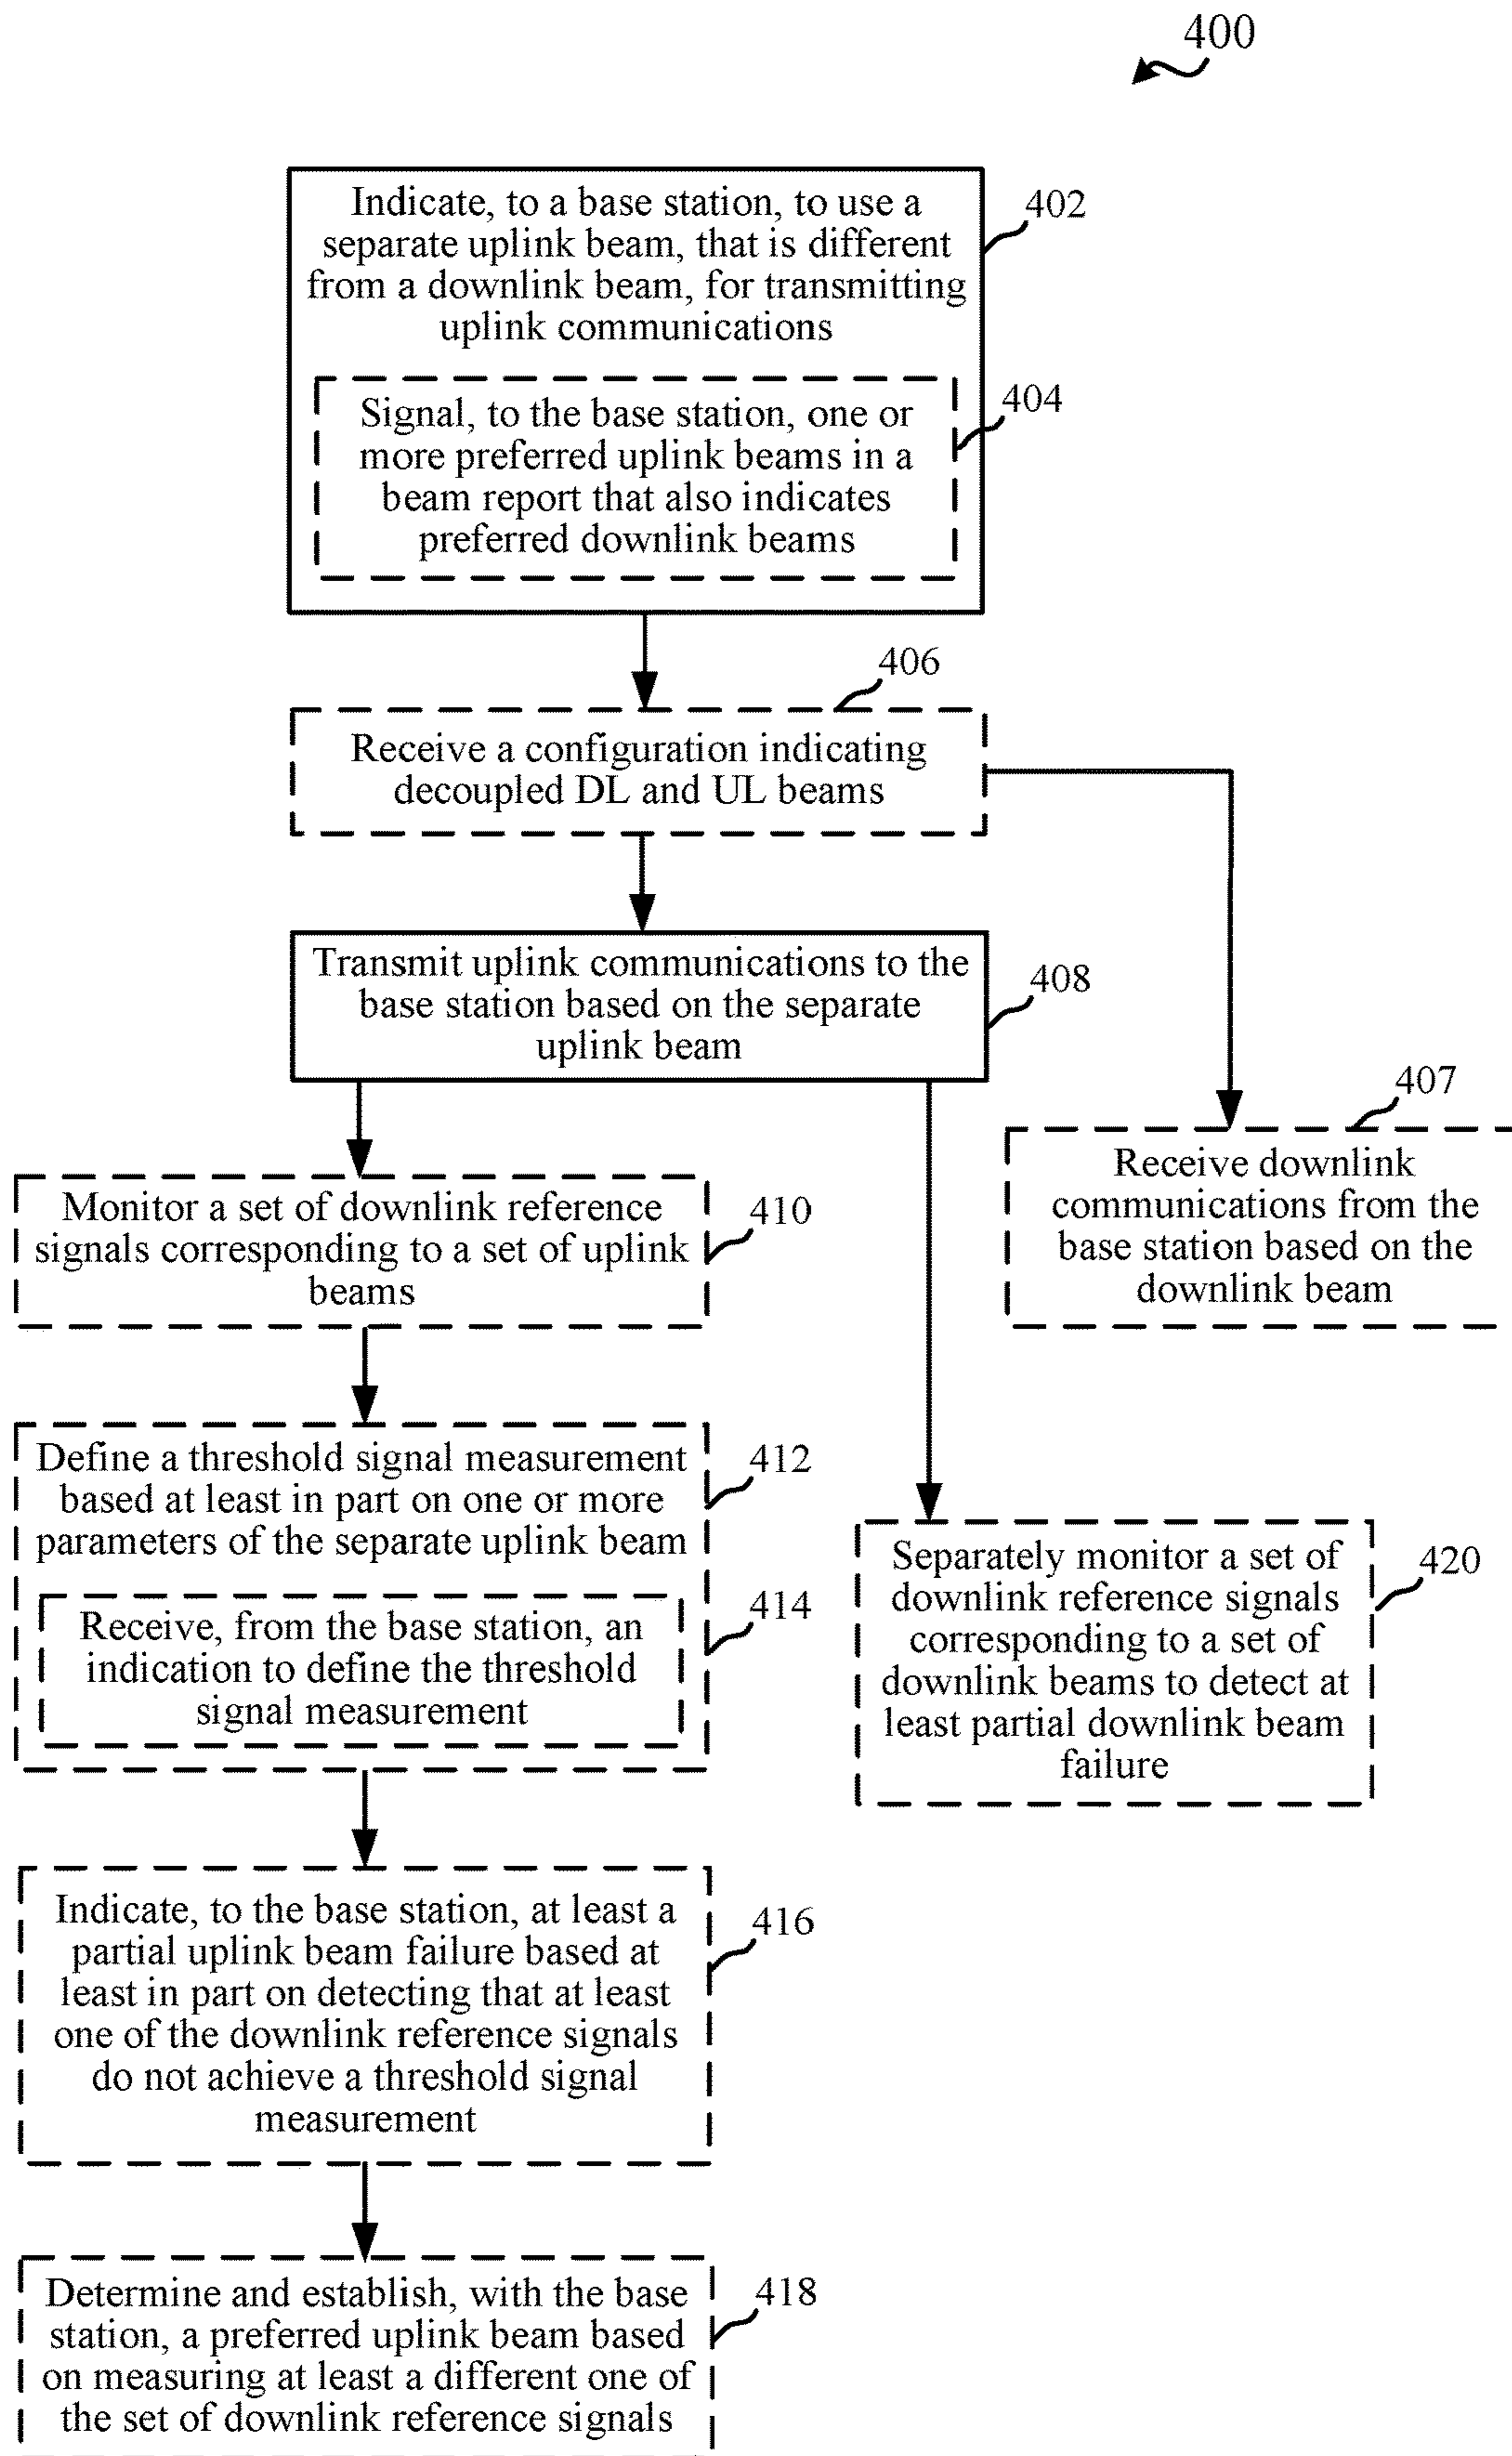 400
Indicate, to a base station, to use a
separate uplink beam, that is different
from a downlink beam, for transmitting
uplink communications
402
Signal, to the base station, one or
more preferred uplink beams in a
beam report that also indicates
preferred downlink beams
404
406
Receive a configuration indicating
decoupled DL and UL beams
Transmit uplink communications to the
base station based on the separate
uplink beam
408
407
Receive downlink
communications from the
base station based on the
downlink beam
Monitor a set of downlink reference
signals corresponding to a set of uplink
beams
410
Define a threshold signal measurement
based at least in part on one or more
parameters of the separate uplink beam
412
Receive, from the base station, an
indication to define the threshold
signal measurement
414
Separately monitor a set of
downlink reference signals
corresponding to a set of
downlink beams to detect at
least partial downlink beam
failure
420
Indicate, to the base station, at least a
partial uplink beam failure based at
least in part on detecting that at least
one of the downlink reference signals
do not achieve a threshold signal
measurement
416
Determine and establish, with the base
station, a preferred uplink beam based
on measuring at least a different one of
the set of downlink reference signals
418